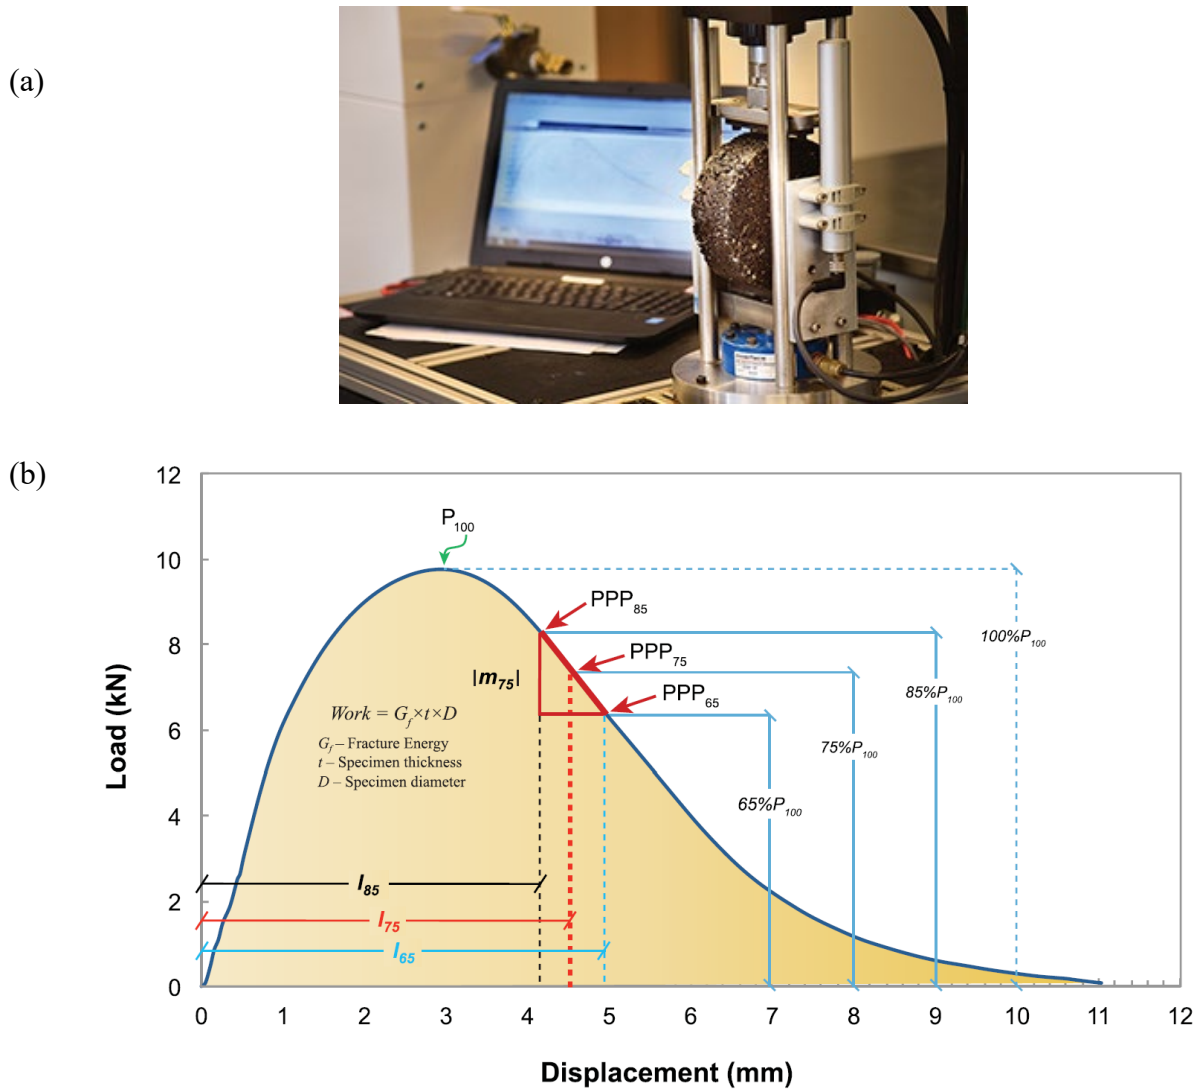 (a)
(b)
12
10
8
6
4
2
0
Load (kN)
P100
PPP85
PPP75
PPP65
|m75|
Work = Gf×t×D
Gf – Fracture Energy
t – Specimen thickness
D – Specimen diameter
100%P100
85%P100
75%P100
65%P100
l85
l75
l65
0 1 2 3 4 5 6 7 8 9 10 11 12
Displacement (mm)